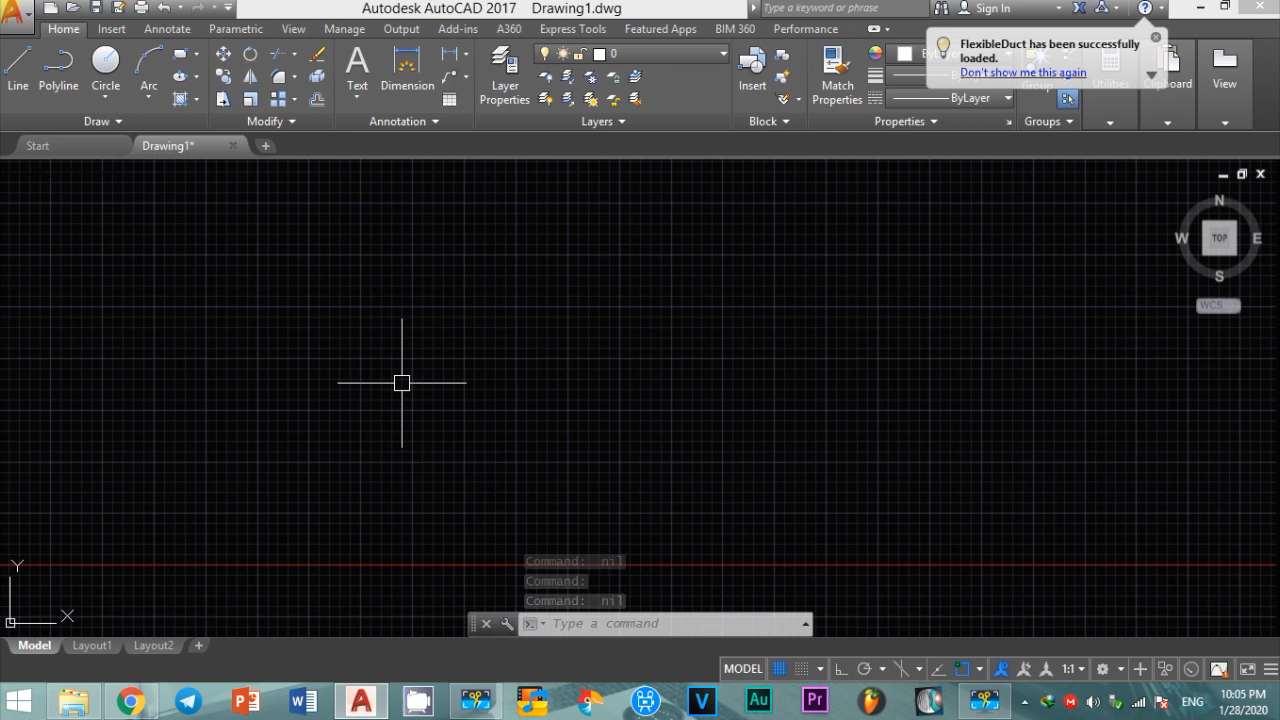 Autodesk AutoCAD 2017 Drawing1.dwg
Type a keyword or phrase
Sign In
Home Insert Annotate Parametric View Manage Output Add-ins A360 Express Tools Featured Apps BIM 360 Performance
FlexibleDuct has been successfully
loaded.
Don't show me this again
Line Polyline Circle Arc
Text Dimension
Layer
Properties
0
Insert
Match
Properties
ByLayer
Group
Utilities
Clipboard
View
Draw Modify Annotation Layers Block Properties Groups
Start Drawing1*
N
W TOP E
S
WCS
Command: nil
Command:
Command: nil
Type a command
Y
X
Model Layout1 Layout2
MODEL
1:1
ENG
10:05 PM
1/28/2020